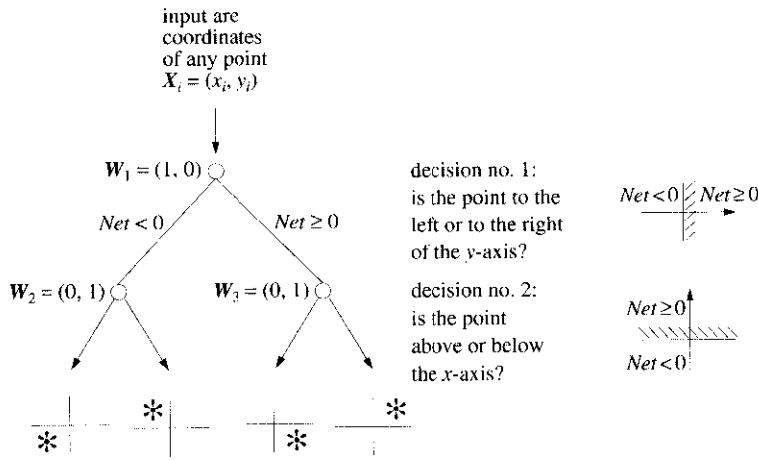 input are
coordinates
of any point
X_i = (x_i, y_i)
W_1 = (1, 0)
Net < 0
Net ≥ 0
decision no. 1:
is the point to the
left or to the right
of the y-axis?
Net < 0
Net ≥ 0
W_2 = (0, 1)
W_3 = (0, 1)
decision no. 2:
is the point
above or below
the x-axis?
Net ≥ 0
Net < 0
* * * *